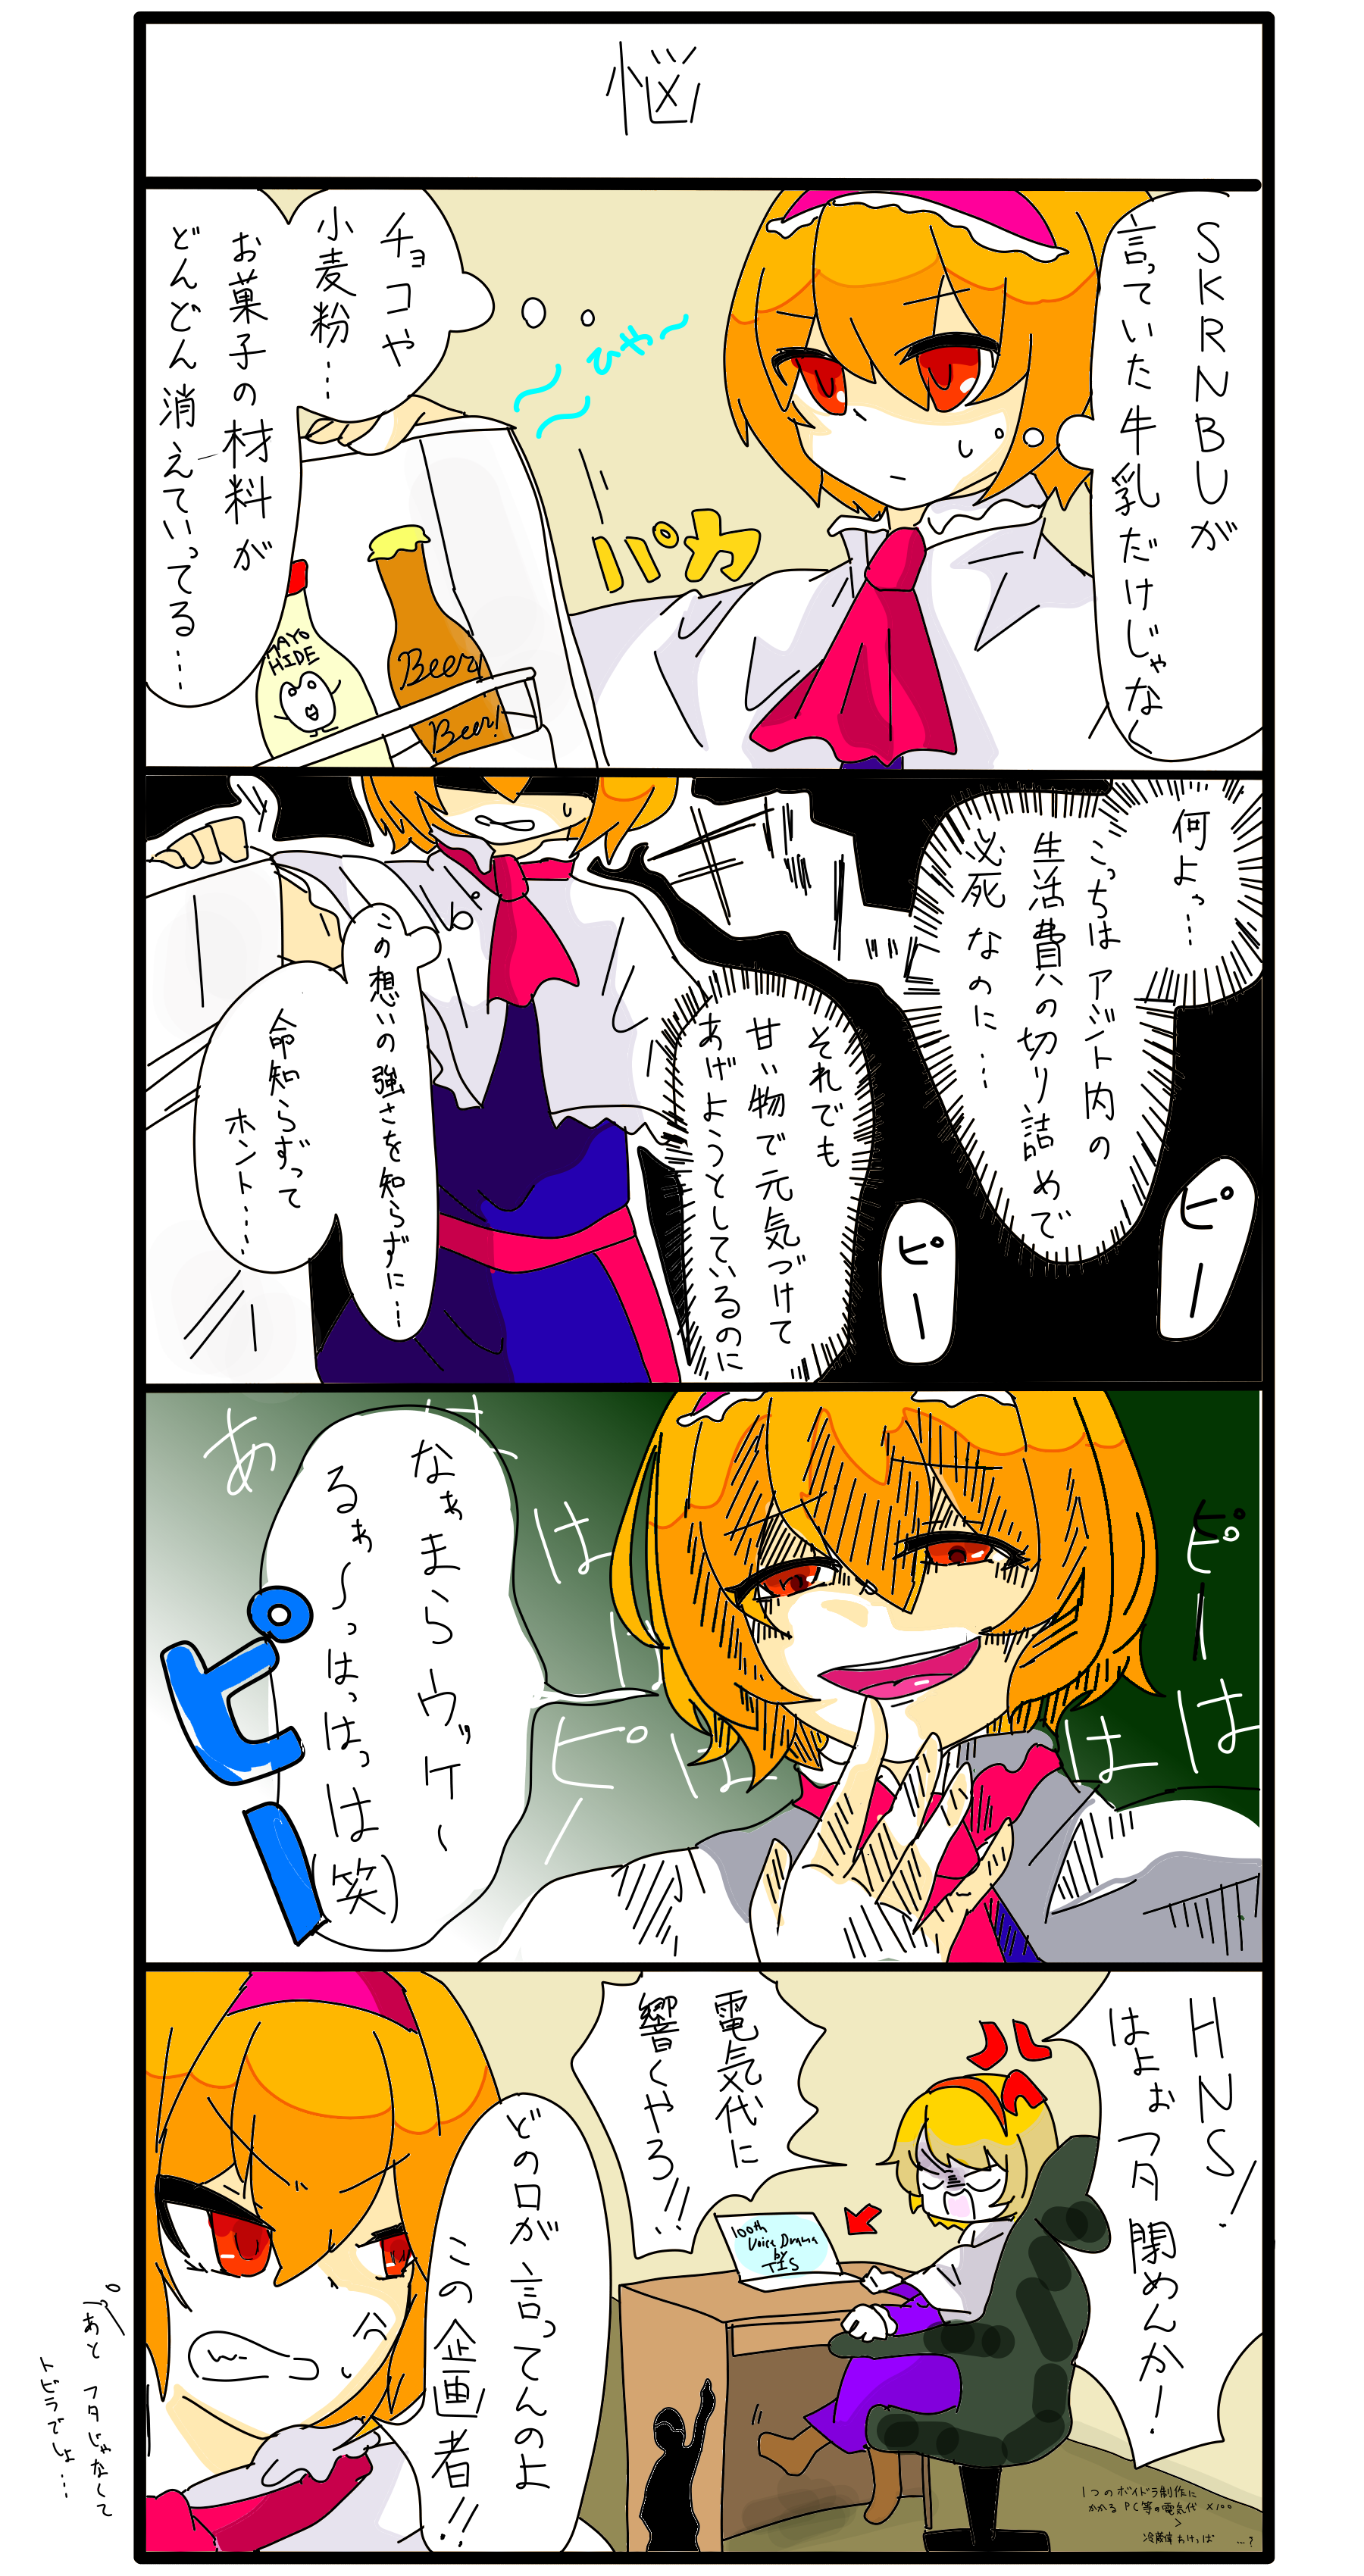 悩
SKRNBUが
言っていた牛乳だけじゃなく
チョコや
小麦粉…
お菓子の材料が
どんどん消えていってる…
〜ひや〜
パカ
MAYO
HIDE
Beer!
Beer!
何よっ…
こっちはアジト内の
生活費の切り詰めで
必死なのに…
ピー
ピー
それでも
甘い物で元気づけて
あげようとしているのに
この想いの強さを知らずに…
命知らずって
ホント…
ピー
ピー
なぁまらウッケー
るぁ〜っはっはっは(笑)
あ
は
は
は
は
は
は
ピー
ピー
HNS!
はよぉフタ閉めんか!
電気代に
響くやろ!!
100th
Voice Drama
by
TIS
どの口が言ってんのよ
この企画者!!
1つのボイドラ制作に
かかるPC等の電気代 ×100
>
冷蔵庫あけっぱ …?
あとフタじゃなくて
トビラでしょ…